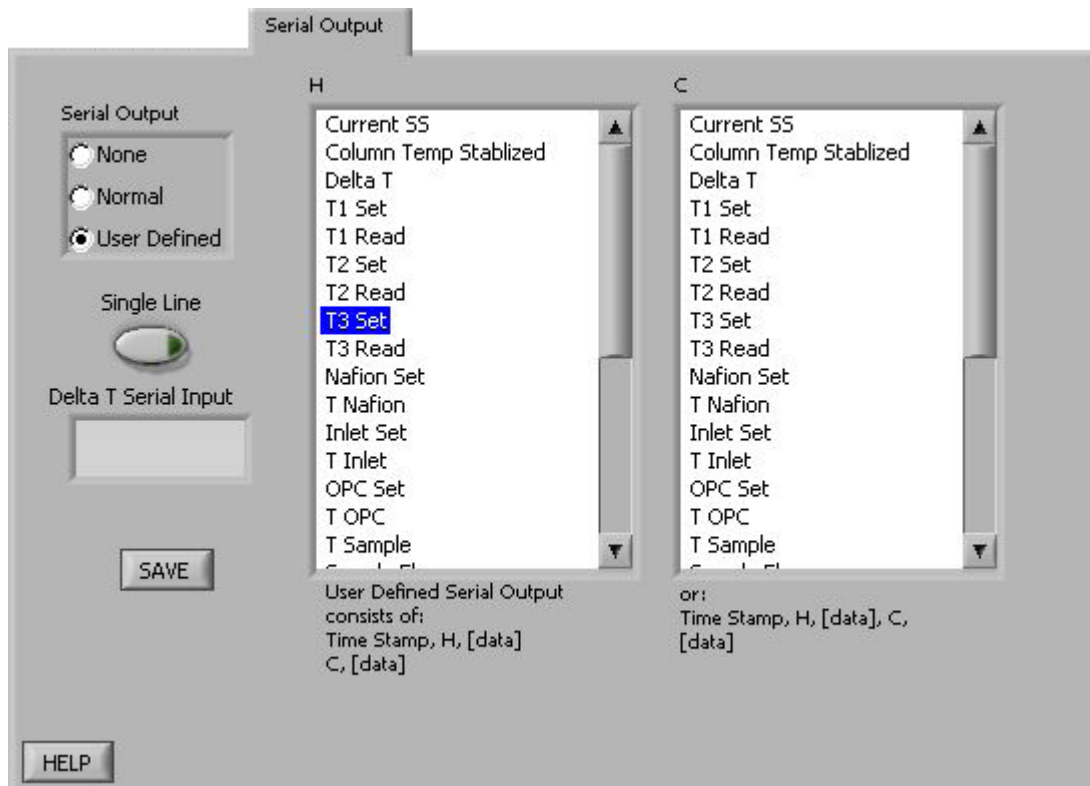 Serial Output
Serial Output
None
Normal
User Defined
Single Line
Delta T Serial Input
SAVE
HELP
H
Current SS
Column Temp Stablized
Delta T
T1 Set
T1 Read
T2 Set
T2 Read
T3 Set
T3 Read
Nafion Set
T Nafion
Inlet Set
T Inlet
OPC Set
T OPC
T Sample
User Defined Serial Output
consists of:
Time Stamp, H, [data]
C, [data]
C
Current SS
Column Temp Stablized
Delta T
T1 Set
T1 Read
T2 Set
T2 Read
T3 Set
T3 Read
Nafion Set
T Nafion
Inlet Set
T Inlet
OPC Set
T OPC
T Sample
or:
Time Stamp, H, [data], C,
[data]